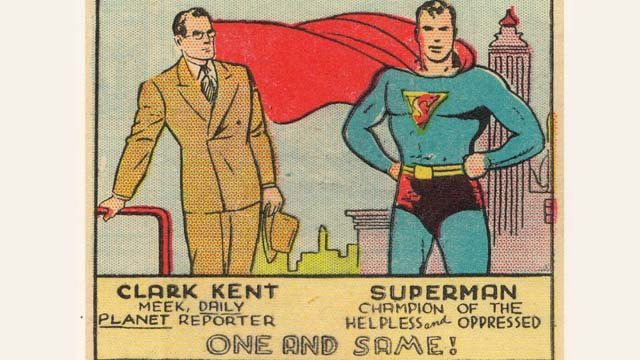 CLARK KENT
MEEK, DAILY
PLANET REPORTER
SUPERMAN
CHAMPION OF THE
HELPLESS and OPPRESSED
ONE AND SAME!
S